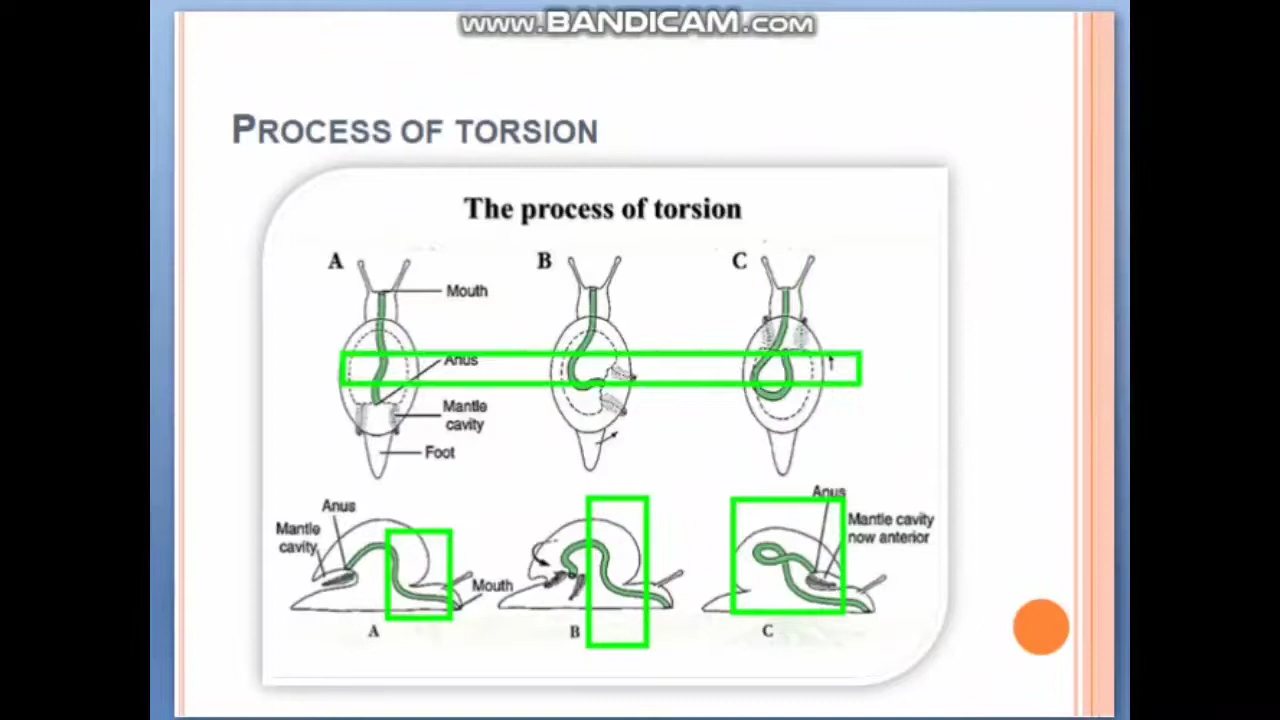 www.BANDICAM.com
PROCESS OF TORSION
The process of torsion
A
B
C
Mouth
Anus
Mantle
cavity
Foot
Anus
Mantle
cavity
Mouth
Anus
Mantle cavity
now anterior
A
B
C